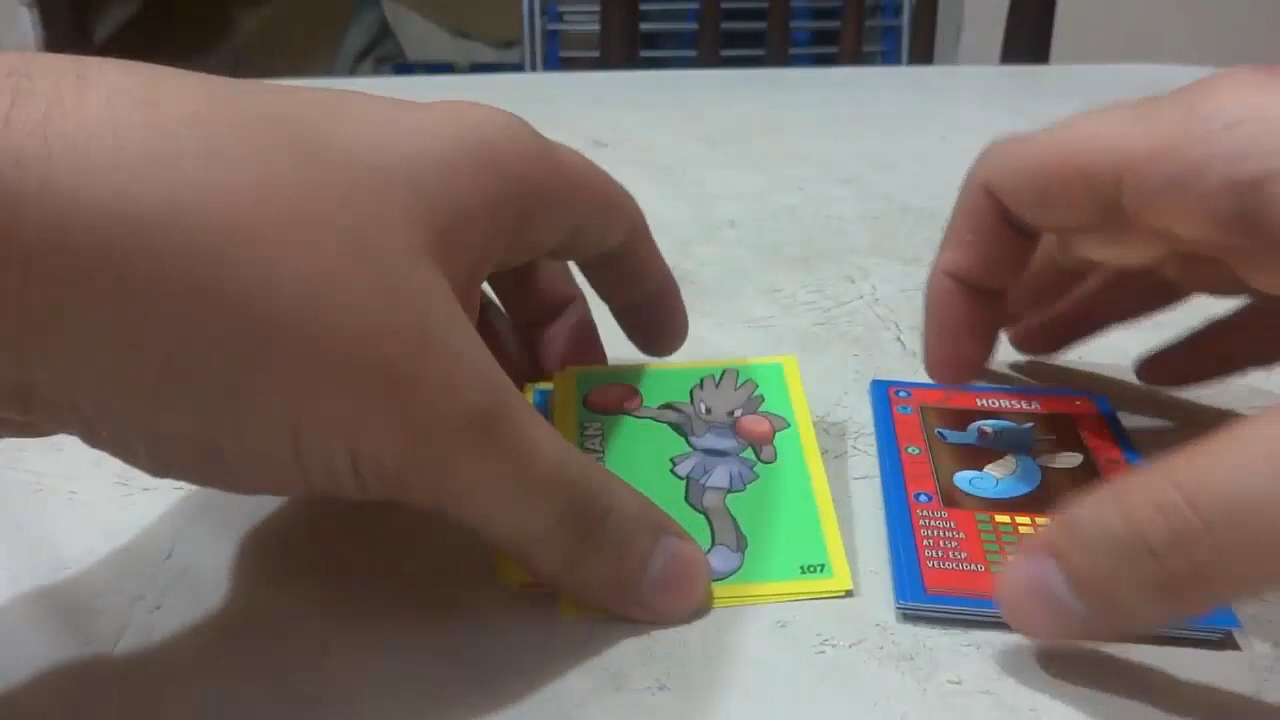 107
HORSEA
SALUD
ATAQUE
DEFENSA
AT. ESP.
DEF. ESP.
VELOCIDAD